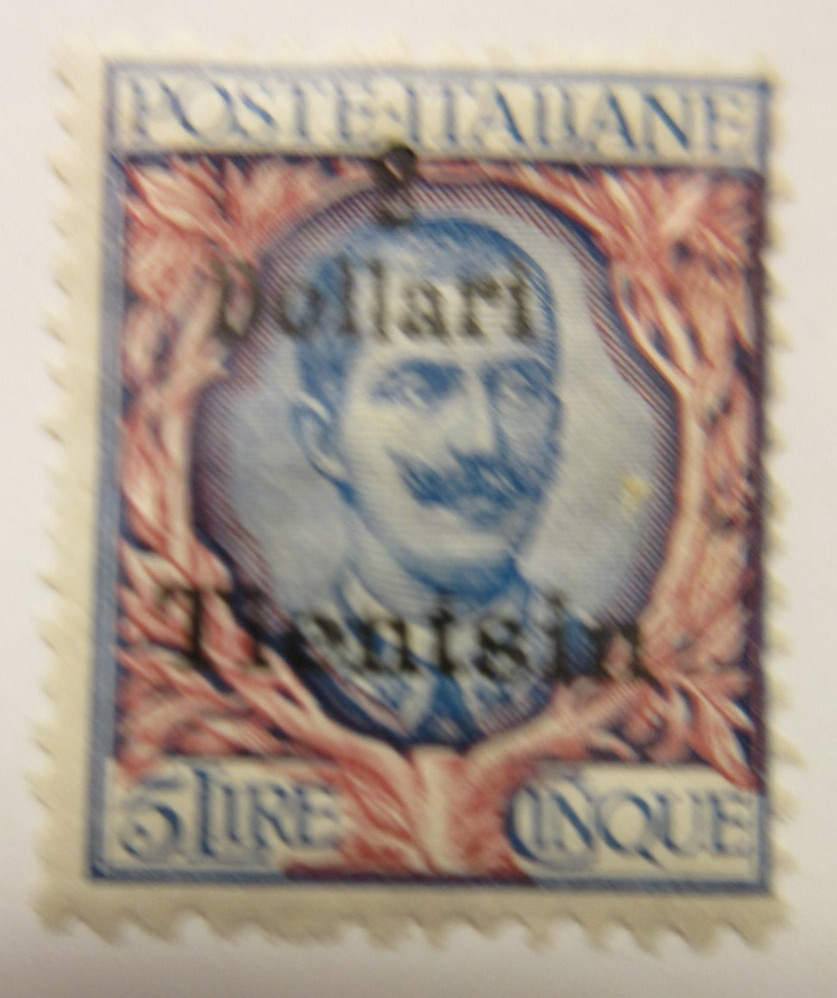 POSTE·ITALIANE
2
Dollari
Tientsin
5 LIRE CINQUE